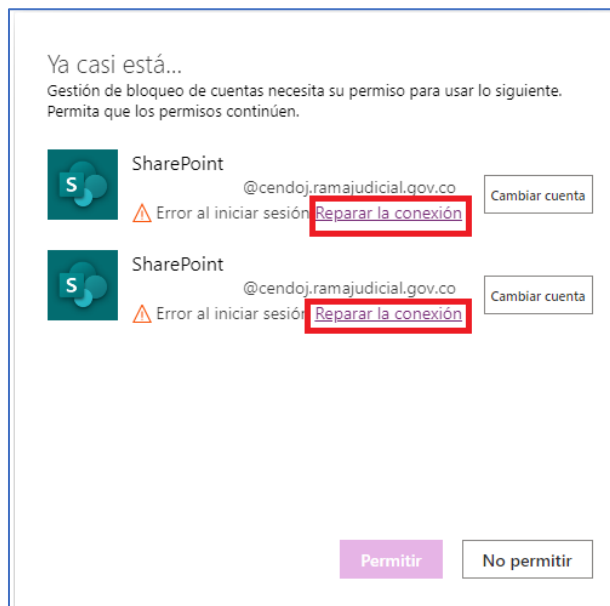 Ya casi está...
Gestión de bloqueo de cuentas necesita su permiso para usar lo siguiente.
Permita que los permisos continúen.
SharePoint
S
@cendoj.ramajudicial.gov.co
Cambiar cuenta
Error al iniciar sesión Reparar la conexión
SharePoint
S
@cendoj.ramajudicial.gov.co
Cambiar cuenta
Error al iniciar sesión Reparar la conexión
Permitir
No permitir